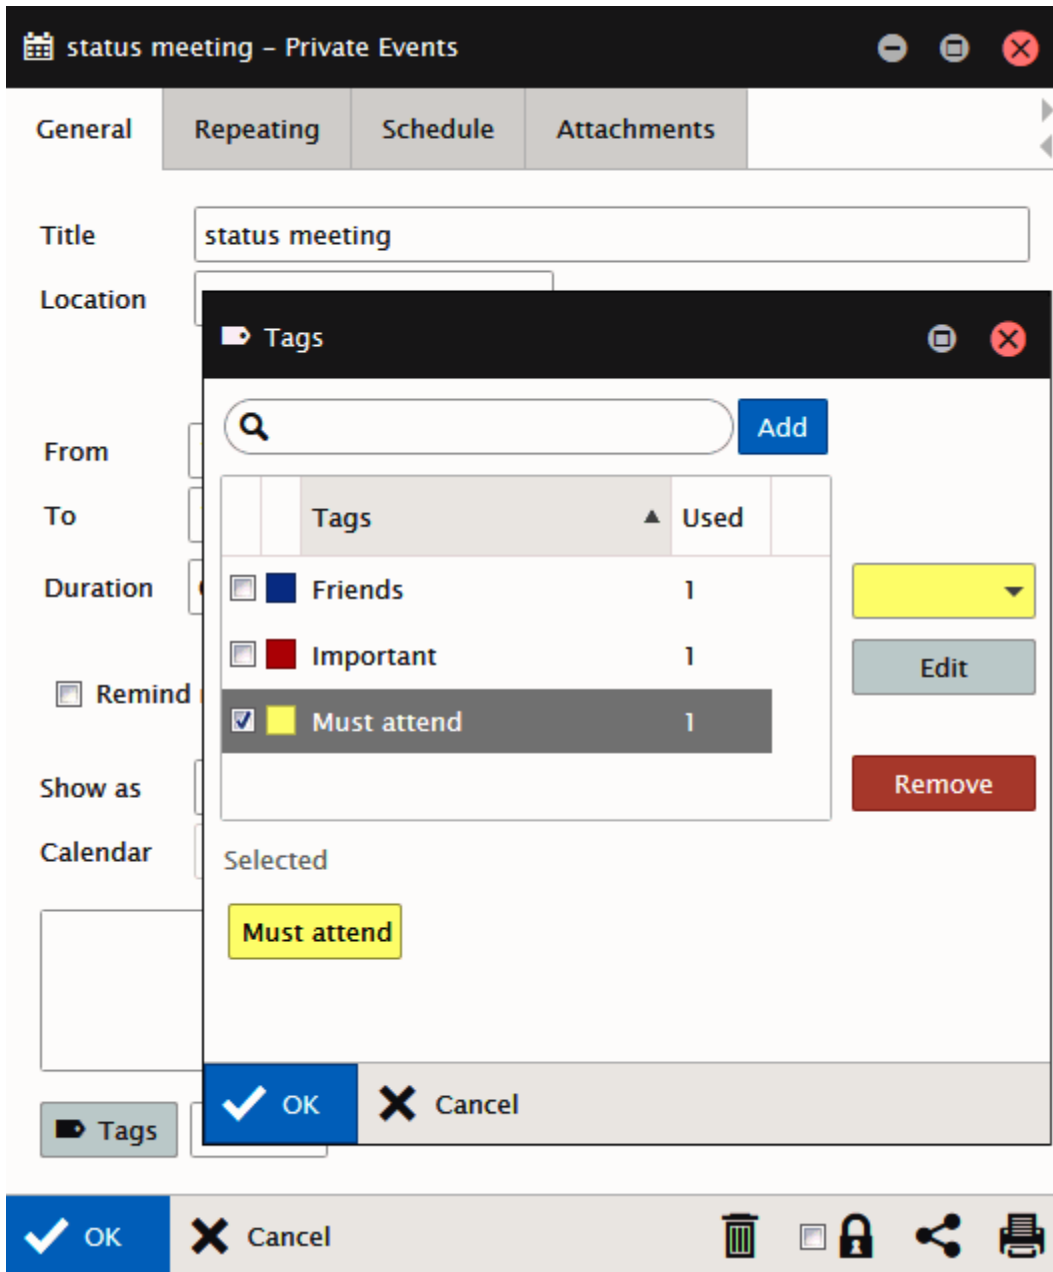 status meeting – Private Events
General Repeating Schedule Attachments
Title status meeting
Location
Tags
Add
From
To
Tags Used
Duration
Friends 1
Important 1
Edit
Remind
Must attend 1
Show as
Remove
Calendar
Selected
Must attend
OK Cancel
Tags
OK Cancel